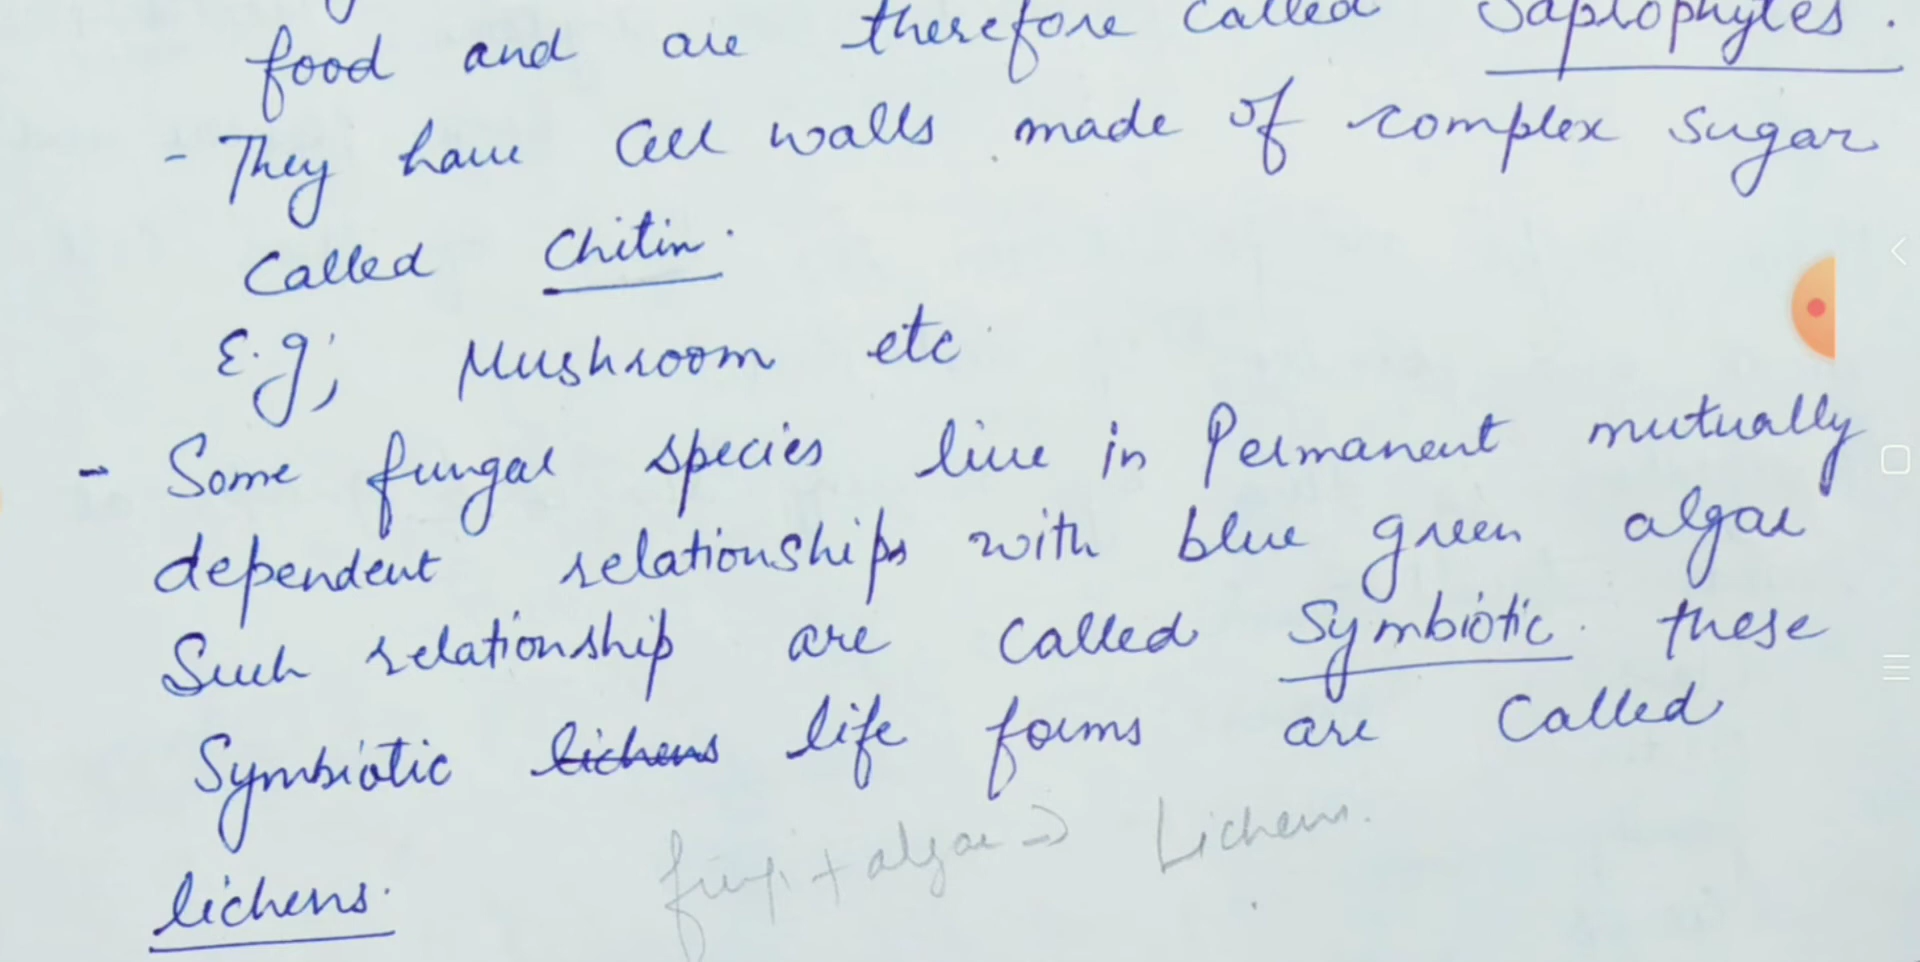 food and are therefore called Saprophytes.
- They have Cell walls made of complex sugar
Called Chitin.
E.g; Mushroom etc
- Some fungal species live in Permanent mutually
dependent relationships with blue green algae
Such relationship are called Symbiotic. these
Symbiotic lichens life forms are Called
fungi + algae => Lichens.
lichens.